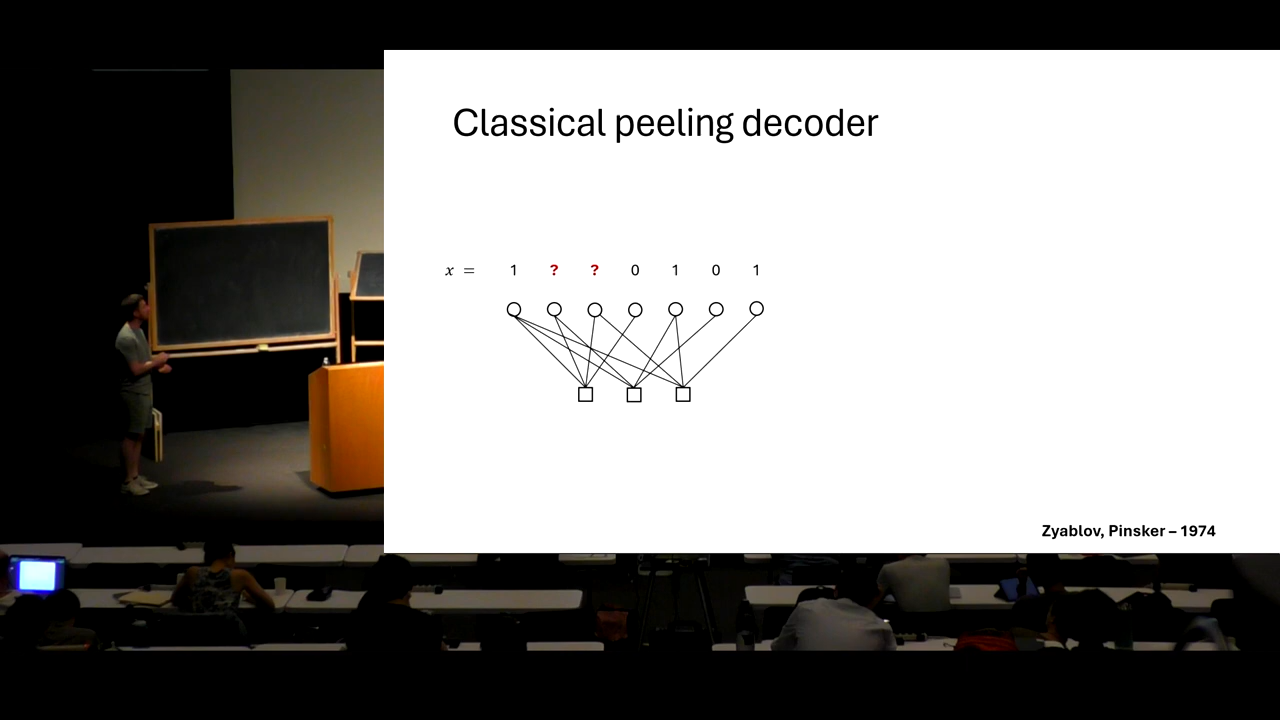 Classical peeling decoder
x = 1 ? ? 0 1 0 1
Zyablov, Pinsker – 1974